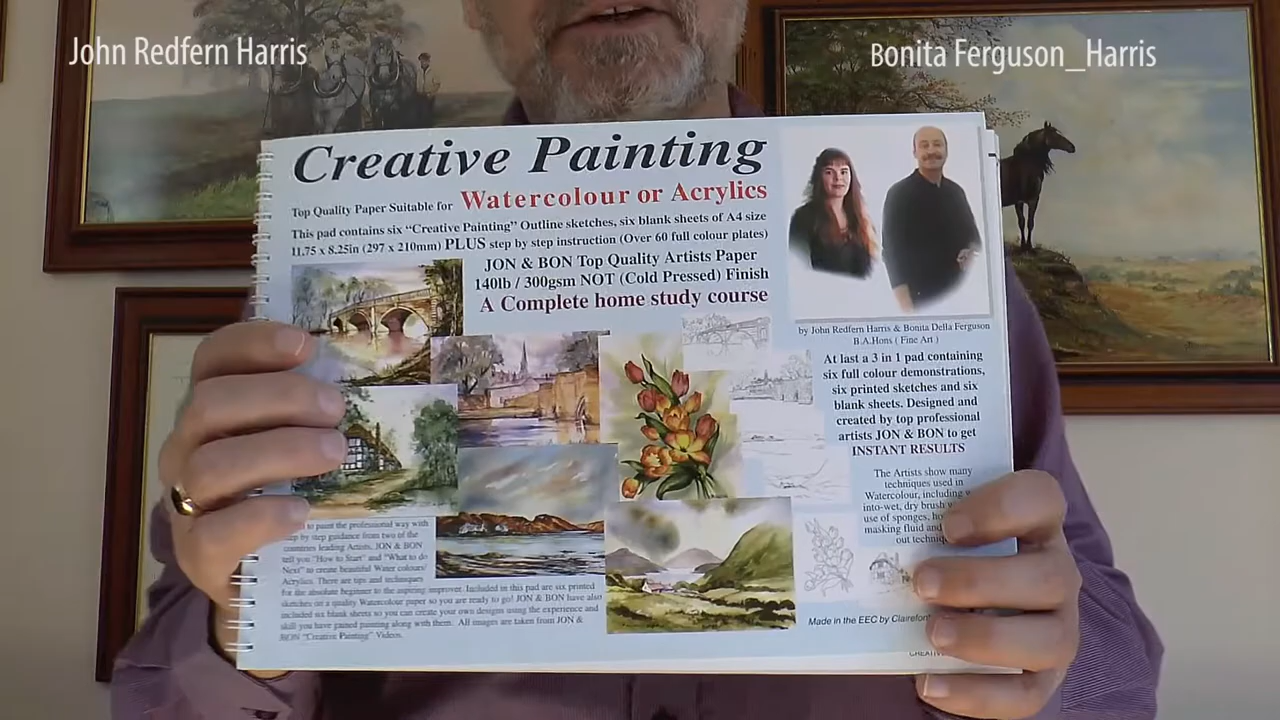 John Redfern Harris
Bonita Ferguson_Harris
Creative Painting
Top Quality Paper Suitable for Watercolour or Acrylics
This pad contains six “Creative Painting” Outline sketches, six blank sheets of A4 size
11.75 x 8.25in (297 x 210mm) PLUS step by step instruction (Over 60 full colour plates)
JON & BON Top Quality Artists Paper
140lb / 300gsm NOT (Cold Pressed) Finish
A Complete home study course
by John Redfern Harris & Bonita Della Ferguson
B.A.Hons ( Fine Art )
At last a 3 in 1 pad containing
six full colour demonstrations,
six printed sketches and six
blank sheets. Designed and
created by top professional
artists JON & BON to get
INSTANT RESULTS
The Artists show many
techniques used in
Watercolour, including
into-wet, dry brush
use of sponges,
masking fluid and
out
to paint the professional way with
step by step guidance from two of the
countries leading Artists. JON & BON
tell you “How to Start” and “What to do
Next” to create beautiful Water colours/
Acrylics. There are tips and techniques
for the absolute beginner to the aspiring improver. Included in this pad are six printed
sketches on a quality Watercolour paper so you are ready to go! JON & BON have also
included six blank sheets so you can create your own designs using the experience and
skill you have gained painting along with them. All images are taken from JON &
BON “Creative Painting” Videos.
Made in the EEC by